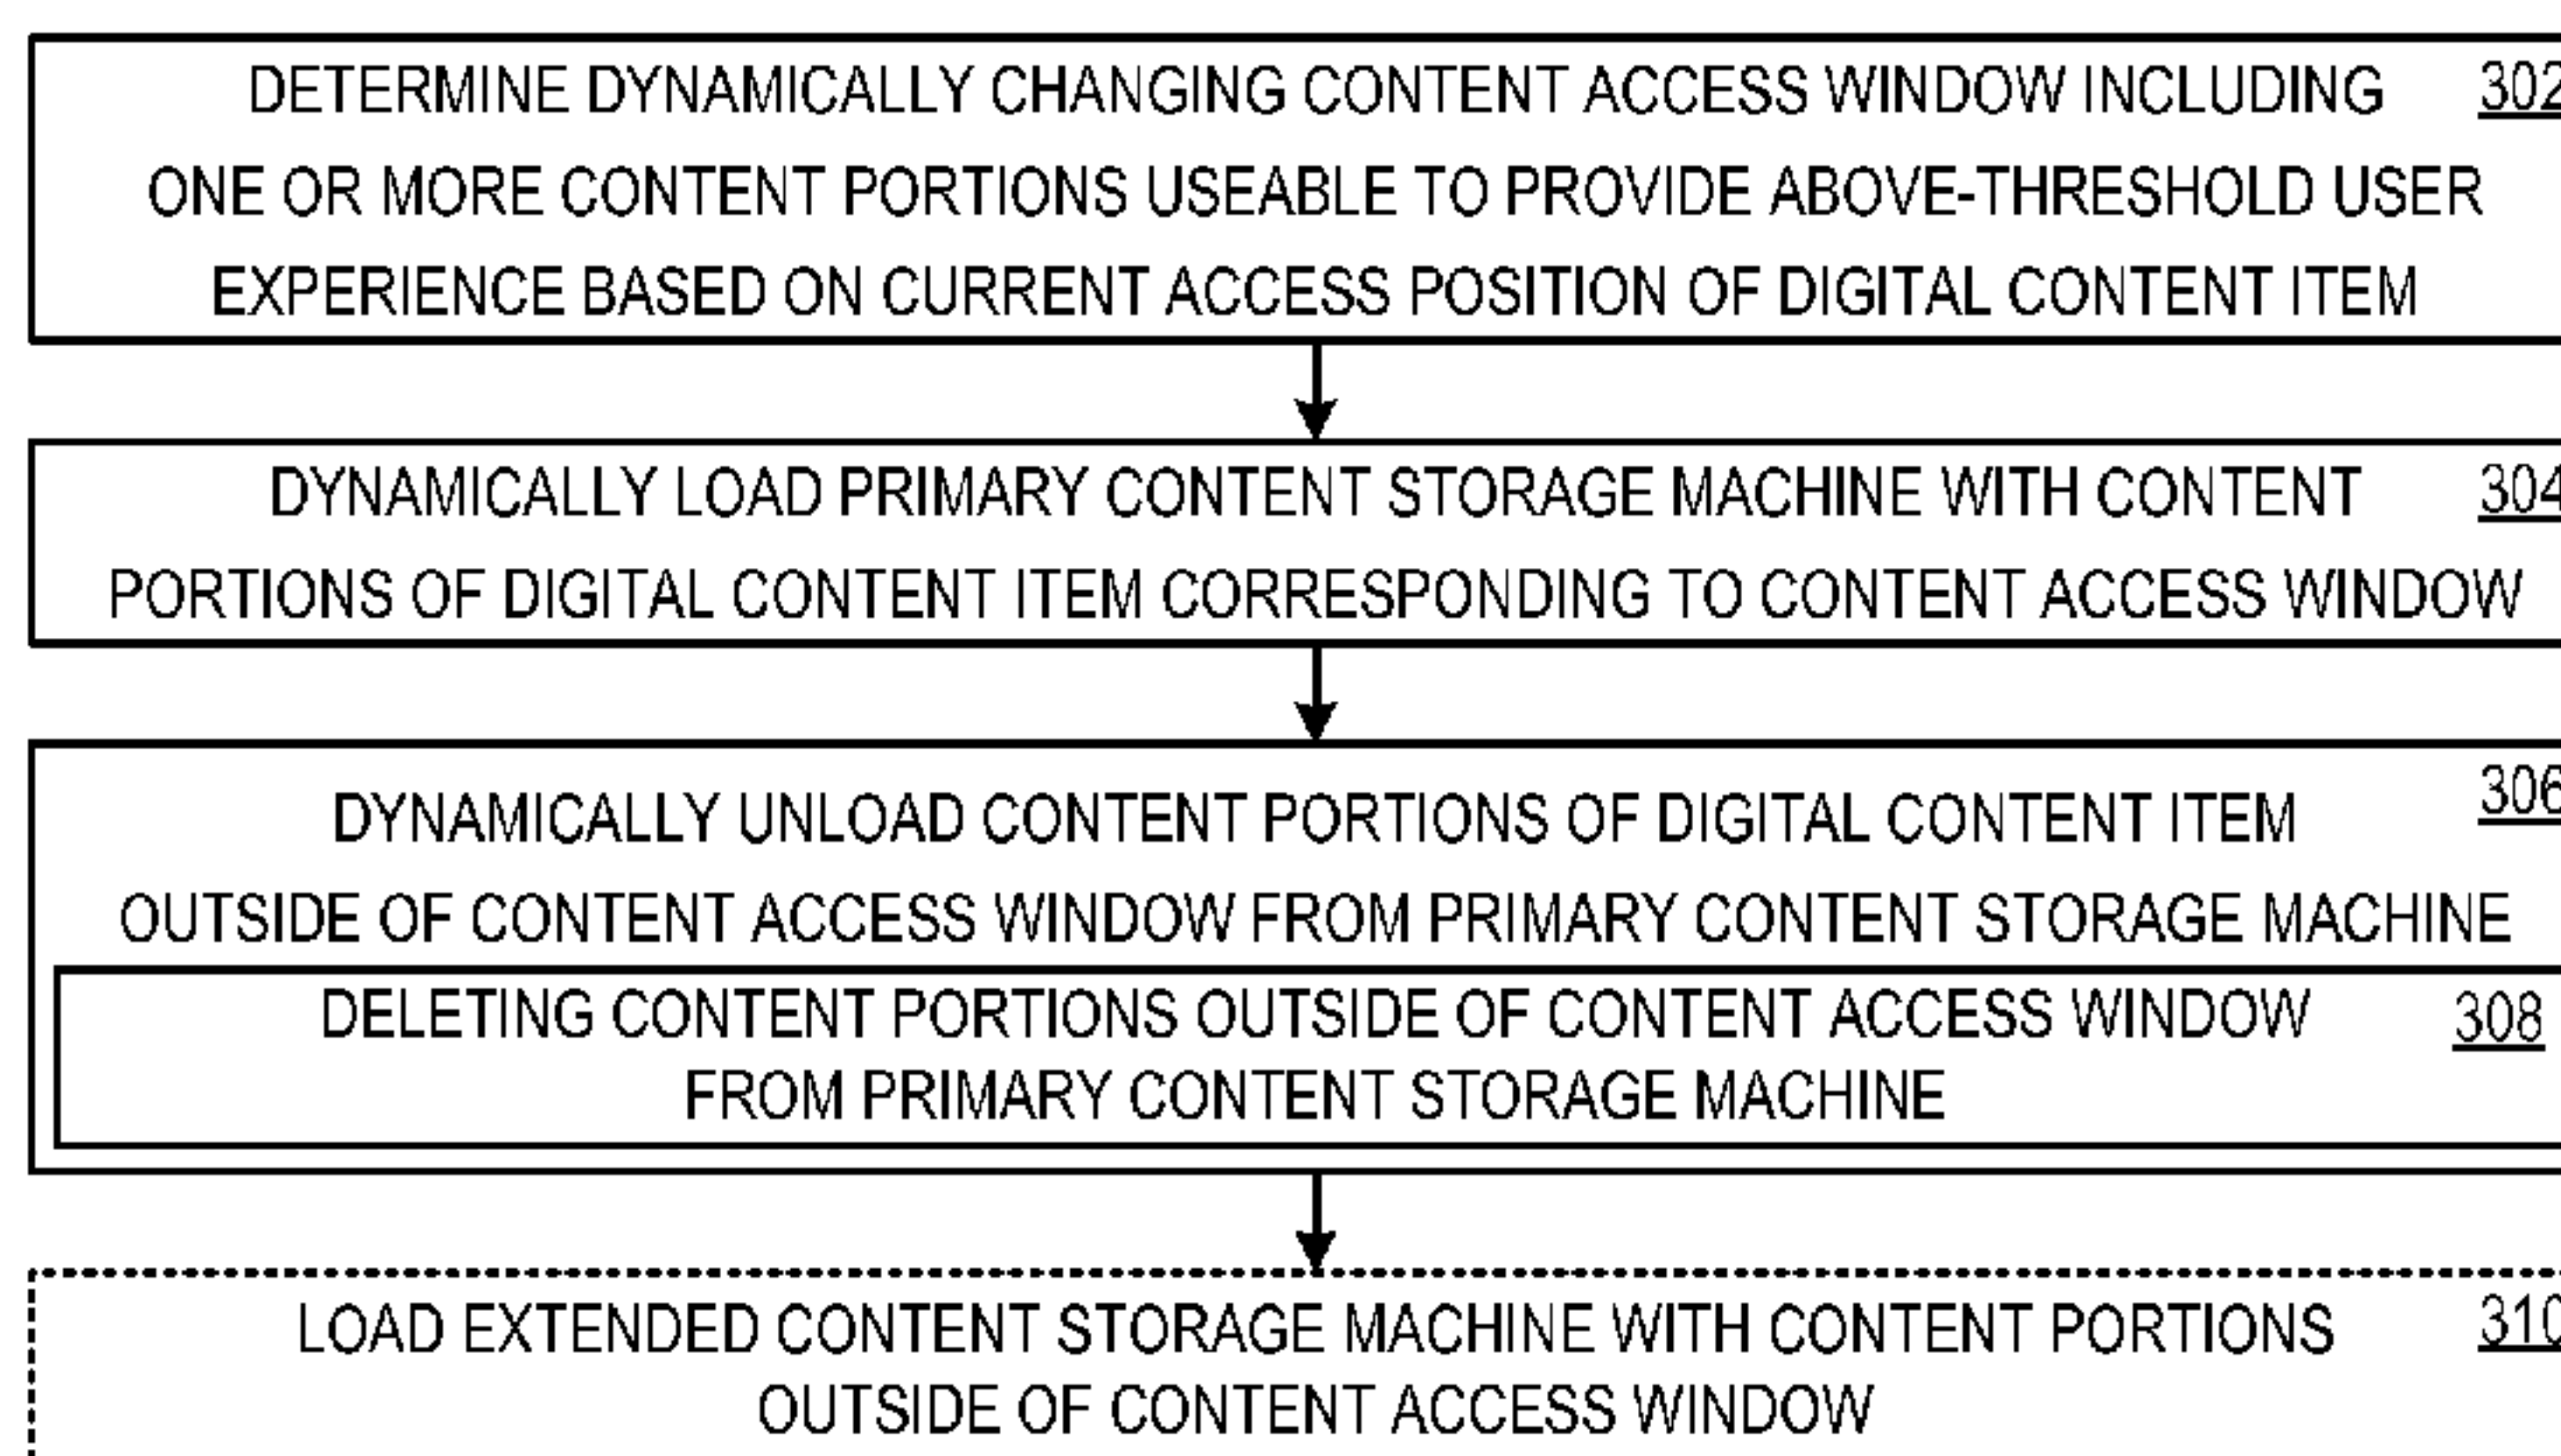 DETERMINE DYNAMICALLY CHANGING CONTENT ACCESS WINDOW INCLUDING 302
ONE OR MORE CONTENT PORTIONS USEABLE TO PROVIDE ABOVE-THRESHOLD USER
EXPERIENCE BASED ON CURRENT ACCESS POSITION OF DIGITAL CONTENT ITEM
DYNAMICALLY LOAD PRIMARY CONTENT STORAGE MACHINE WITH CONTENT 304
PORTIONS OF DIGITAL CONTENT ITEM CORRESPONDING TO CONTENT ACCESS WINDOW
DYNAMICALLY UNLOAD CONTENT PORTIONS OF DIGITAL CONTENT ITEM 306
OUTSIDE OF CONTENT ACCESS WINDOW FROM PRIMARY CONTENT STORAGE MACHINE
DELETING CONTENT PORTIONS OUTSIDE OF CONTENT ACCESS WINDOW 308
FROM PRIMARY CONTENT STORAGE MACHINE
LOAD EXTENDED CONTENT STORAGE MACHINE WITH CONTENT PORTIONS 310
OUTSIDE OF CONTENT ACCESS WINDOW